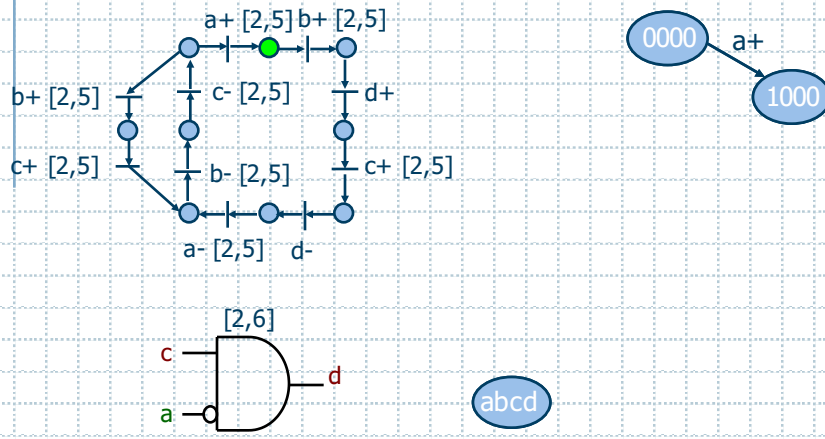 a+ [2,5] b+ [2,5]
0000
a+
b+ [2,5]
c- [2,5]
d+
1000
c+ [2,5]
b- [2,5]
c+ [2,5]
a- [2,5]
d-
[2,6]
c
d
a
abcd